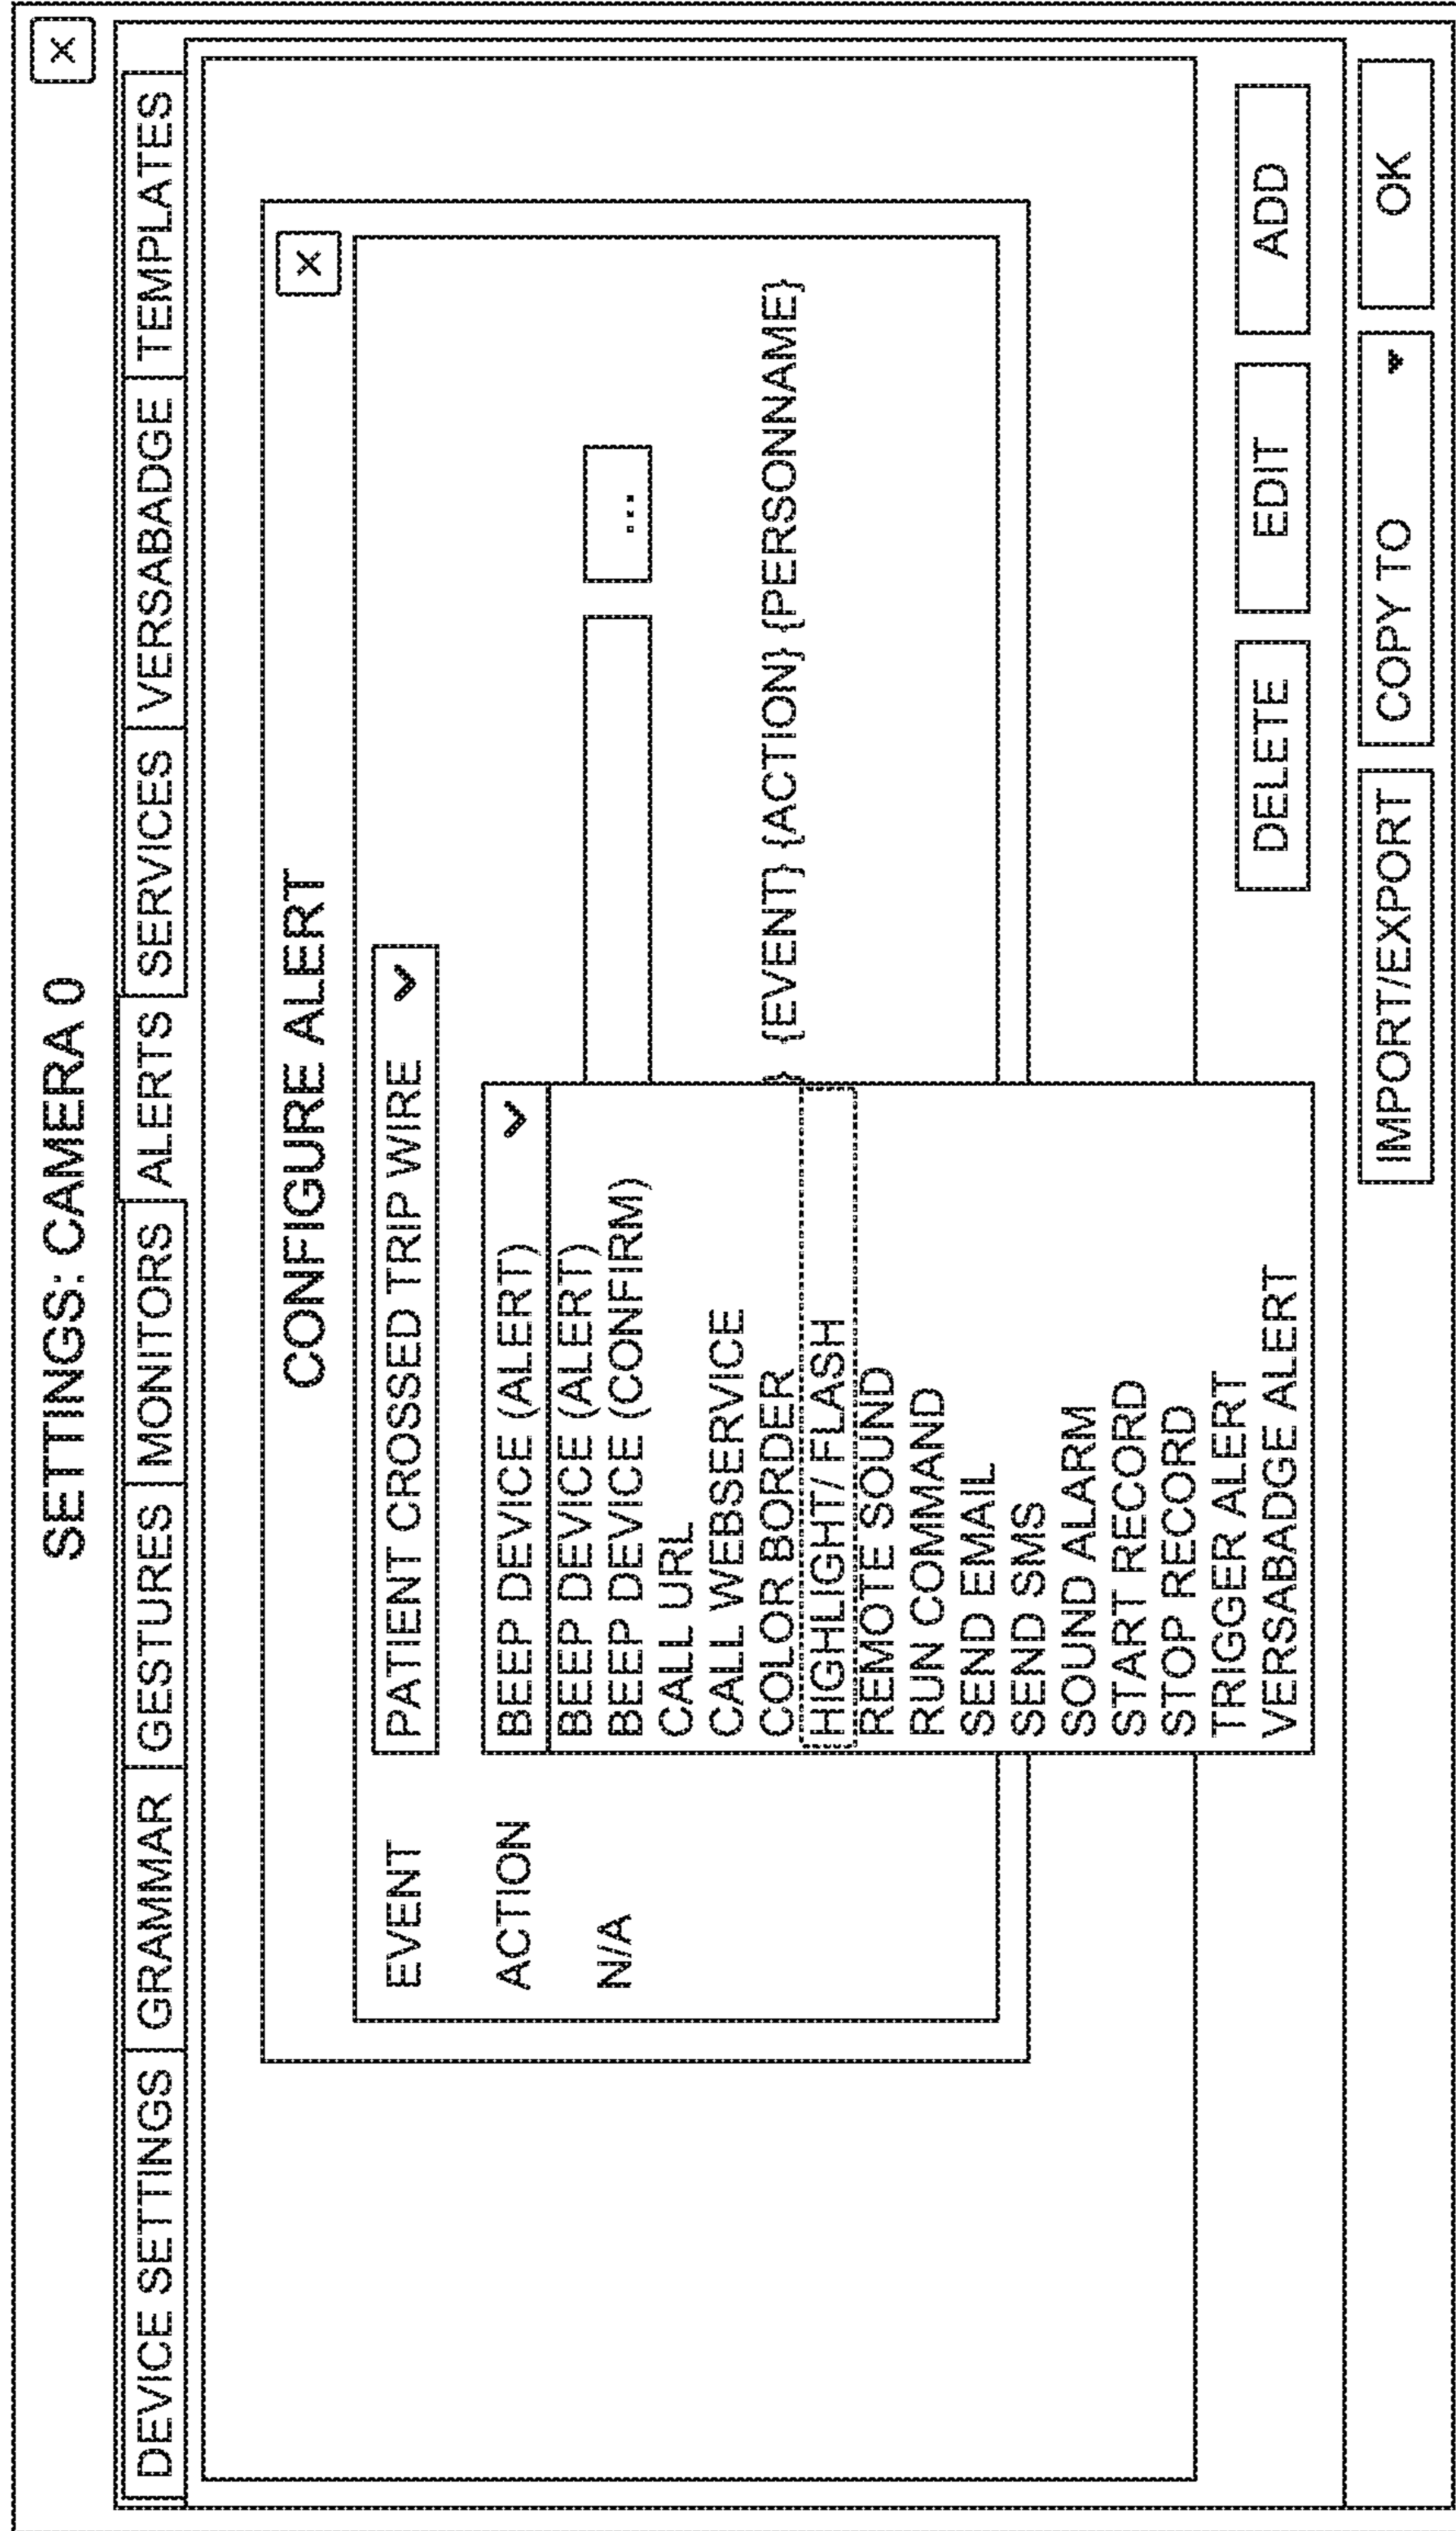 SETTINGS: CAMERA 0
X
DEVICE SETTINGS GRAMMAR GESTURES MONITORS ALERTS SERVICES VERSABADGE TEMPLATES
CONFIGURE ALERT
X
EVENT PATIENT CROSSED TRIP WIRE
ACTION BEEP DEVICE (ALERT)
N/A ...
BEEP DEVICE (ALERT)
BEEP DEVICE (CONFIRM)
CALL URL
CALL WEBSERVICE
COLOR BORDER
HIGHLIGHT/ FLASH
REMOTE SOUND
RUN COMMAND
SEND EMAIL
SEND SMS
SOUND ALARM
START RECORD
STOP RECORD
TRIGGER ALERT
VERSABADGE ALERT
} {EVENT} {ACTION} {PERSONNAME}
DELETE EDIT ADD
IMPORT/EXPORT COPY TO OK